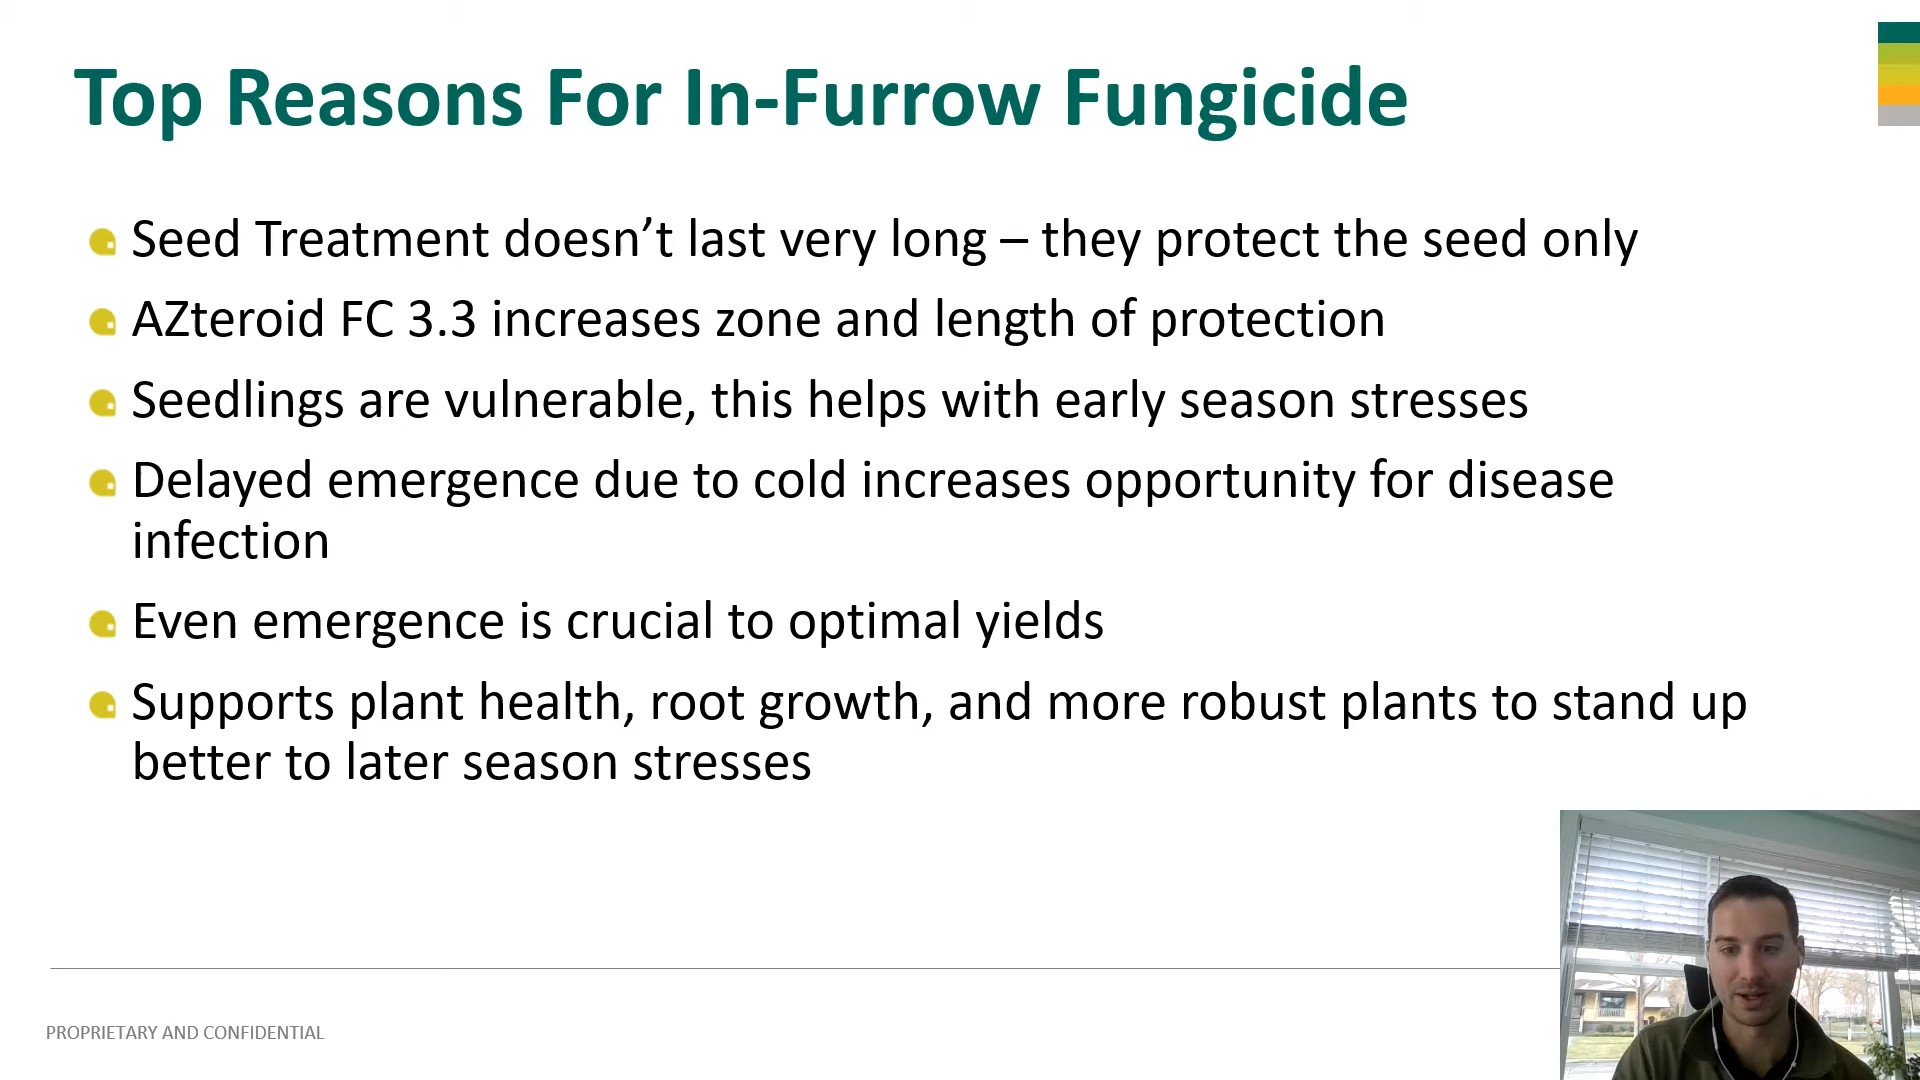 Top Reasons For In-Furrow Fungicide
Seed Treatment doesn’t last very long – they protect the seed only
AZteroid FC 3.3 increases zone and length of protection
Seedlings are vulnerable, this helps with early season stresses
Delayed emergence due to cold increases opportunity for disease
infection
Even emergence is crucial to optimal yields
Supports plant health, root growth, and more robust plants to stand up
better to later season stresses
PROPRIETARY AND CONFIDENTIAL